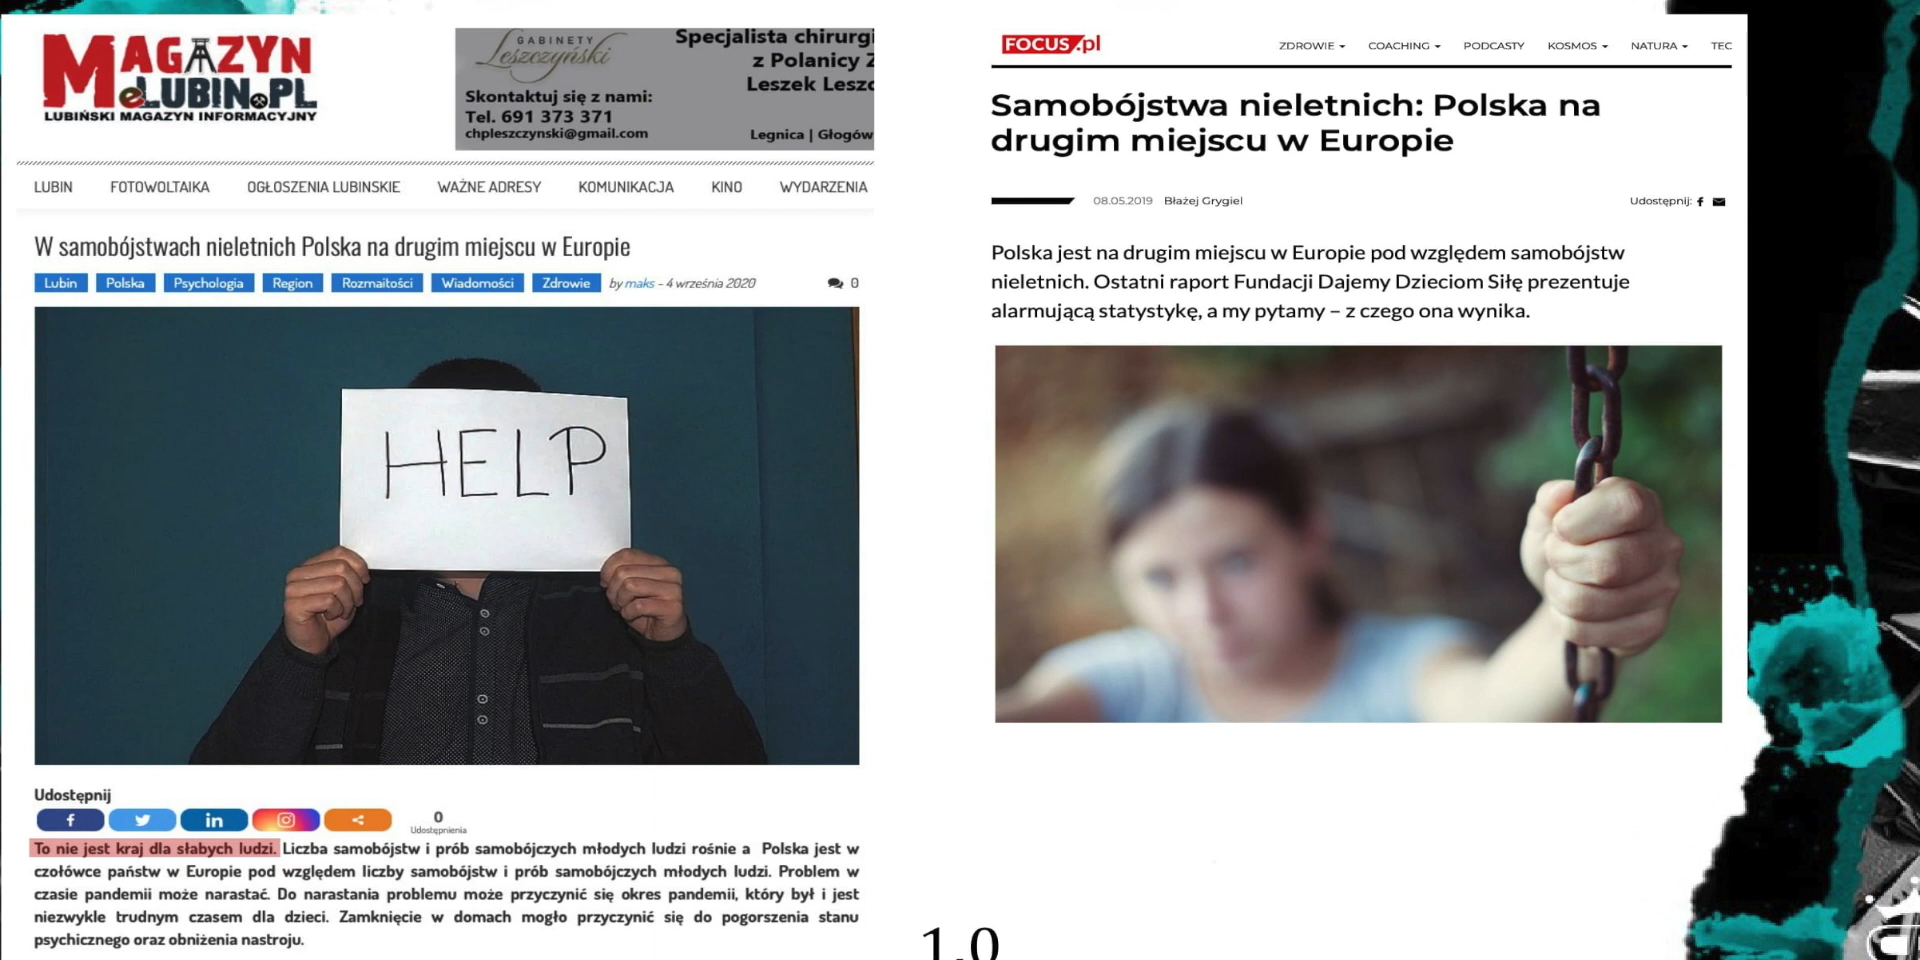 MAGAZYN
eLUBIN.PL
LUBIŃSKI MAGAZYN INFORMACYJNY
GABINETY
Leszczyński
Skontaktuj się z nami:
Tel. 691 373 371
chpleszczynski@gmail.com
Specjalista chirurgi
z Polanicy Z
Leszek Leszc
Legnica | Głogów
LUBIN FOTOWOLTAIKA OGŁOSZENIA LUBINSKIE WAŻNE ADRESY KOMUNIKACJA KINO WYDARZENIA
W samobójstwach nieletnich Polska na drugim miejscu w Europie
Lubin Polska Psychologia Region Rozmaitości Wiadomości Zdrowie by maks - 4 września 2020 0
HELP
Udostępnij
0
Udostępnienia
To nie jest kraj dla słabych ludzi. Liczba samobójstw i prób samobójczych młodych ludzi rośnie a Polska jest w
czołówce państw w Europie pod względem liczby samobójstw i prób samobójczych młodych ludzi. Problem w
czasie pandemii może narastać. Do narastania problemu może przyczynić się okres pandemii, który był i jest
niezwykle trudnym czasem dla dzieci. Zamknięcie w domach mogło przyczynić się do pogorszenia stanu
psychicznego oraz obniżenia nastroju.
FOCUS.pl
ZDROWIE COACHING PODCASTY KOSMOS NATURA TEC
Samobójstwa nieletnich: Polska na
drugim miejscu w Europie
08.05.2019 Błażej Grygiel
Udostępnij:
Polska jest na drugim miejscu w Europie pod względem samobójstw
nieletnich. Ostatni raport Fundacji Dajemy Dzieciom Siłę prezentuje
alarmującą statystykę, a my pytamy – z czego ona wynika.
1.0